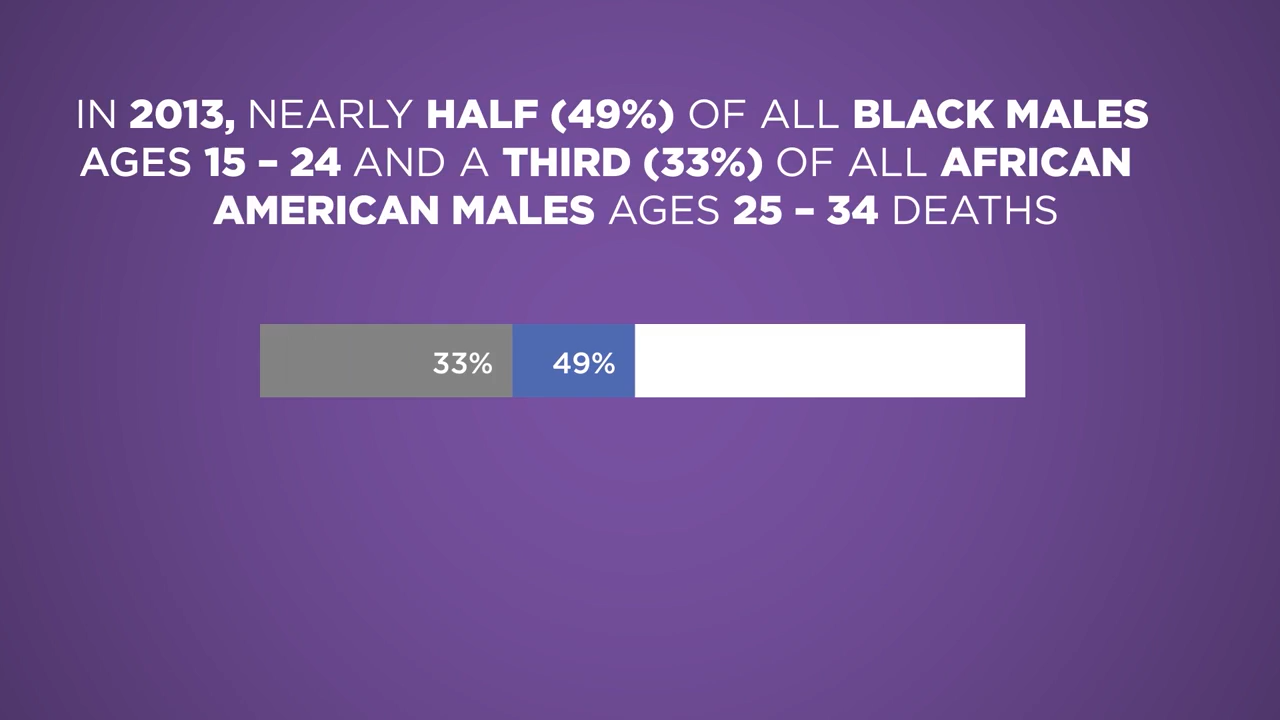 IN 2013, NEARLY HALF (49%) OF ALL BLACK MALES
AGES 15 – 24 AND A THIRD (33%) OF ALL AFRICAN
AMERICAN MALES AGES 25 – 34 DEATHS
33% 49%